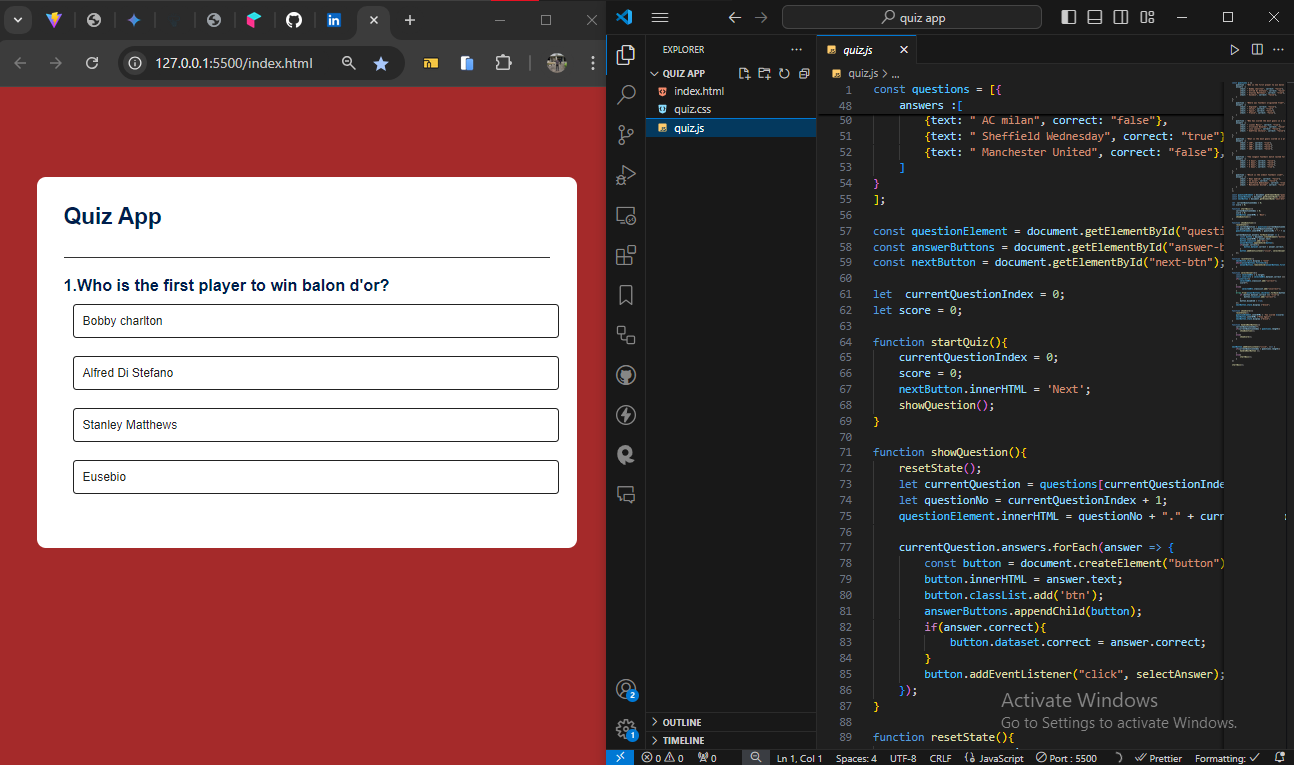 127.0.0.1:5500/index.html
Quiz App
1.Who is the first player to win balon d'or?
Bobby charlton
Alfred Di Stefano
Stanley Matthews
Eusebio
quiz app
EXPLORER
QUIZ APP
index.html
quiz.css
quiz.js
OUTLINE
TIMELINE
quiz.js
quiz.js > ...
1 const questions = [{
48 answers :[
50 {text: " AC milan", correct: "false"},
51 {text: " Sheffield Wednesday", correct: "true"}
52 {text: " Manchester United", correct: "false"},
53 ]
54 }
55 ];
56
57 const questionElement = document.getElementById("questi
58 const answerButtons = document.getElementById("answer-b
59 const nextButton = document.getElementById("next-btn");
60
61 let  currentQuestionIndex = 0;
62 let score = 0;
63
64 function startQuiz(){
65 currentQuestionIndex = 0;
66 score = 0;
67 nextButton.innerHTML = 'Next';
68 showQuestion();
69 }
70
71 function showQuestion(){
72 resetState();
73 let currentQuestion = questions[currentQuestionInde
74 let questionNo = currentQuestionIndex + 1;
75 questionElement.innerHTML = questionNo + "." + curr
76
77 currentQuestion.answers.forEach(answer => {
78 const button = document.createElement("button")
79 button.innerHTML = answer.text;
80 button.classList.add('btn');
81 answerButtons.appendChild(button);
82 if(answer.correct){
83 button.dataset.correct = answer.correct;
84 }
85 button.addEventListener("click", selectAnswer);
86 });
87 }
88
89 function resetState(){
Activate Windows
Go to Settings to activate Windows.
2
1
0 0 0 Ln 1, Col 1 Spaces: 4 UTF-8 CRLF {} JavaScript Port : 5500 Prettier Formatting: